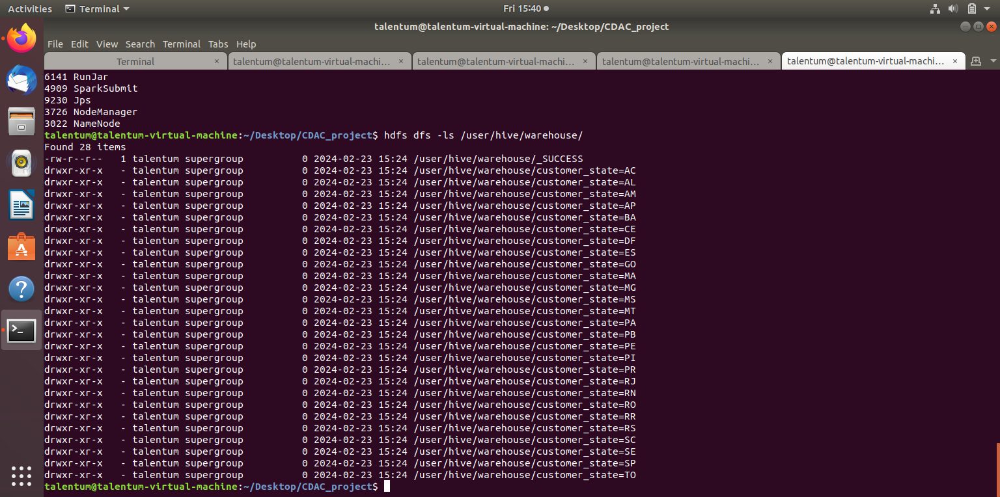 Activities Terminal Fri 15:40
talentum@talentum-virtual-machine: ~/Desktop/CDAC_project
File Edit View Search Terminal Tabs Help
Terminal × talentum@talentum-virtual-machi... × talentum@talentum-virtual-machi... × talentum@talentum-virtual-machi... × talentum@talentum-virtual-machi... ×
6141 RunJar
4909 SparkSubmit
9230 Jps
3726 NodeManager
3022 NameNode
talentum@talentum-virtual-machine:~/Desktop/CDAC_project$ hdfs dfs -ls /user/hive/warehouse/
Found 28 items
-rw-r--r--   1 talentum supergroup          0 2024-02-23 15:24 /user/hive/warehouse/_SUCCESS
drwxr-xr-x   - talentum supergroup          0 2024-02-23 15:24 /user/hive/warehouse/customer_state=AC
drwxr-xr-x   - talentum supergroup          0 2024-02-23 15:24 /user/hive/warehouse/customer_state=AL
drwxr-xr-x   - talentum supergroup          0 2024-02-23 15:24 /user/hive/warehouse/customer_state=AM
drwxr-xr-x   - talentum supergroup          0 2024-02-23 15:24 /user/hive/warehouse/customer_state=AP
drwxr-xr-x   - talentum supergroup          0 2024-02-23 15:24 /user/hive/warehouse/customer_state=BA
drwxr-xr-x   - talentum supergroup          0 2024-02-23 15:24 /user/hive/warehouse/customer_state=CE
drwxr-xr-x   - talentum supergroup          0 2024-02-23 15:24 /user/hive/warehouse/customer_state=DF
drwxr-xr-x   - talentum supergroup          0 2024-02-23 15:24 /user/hive/warehouse/customer_state=ES
drwxr-xr-x   - talentum supergroup          0 2024-02-23 15:24 /user/hive/warehouse/customer_state=GO
drwxr-xr-x   - talentum supergroup          0 2024-02-23 15:24 /user/hive/warehouse/customer_state=MA
drwxr-xr-x   - talentum supergroup          0 2024-02-23 15:24 /user/hive/warehouse/customer_state=MG
drwxr-xr-x   - talentum supergroup          0 2024-02-23 15:24 /user/hive/warehouse/customer_state=MS
drwxr-xr-x   - talentum supergroup          0 2024-02-23 15:24 /user/hive/warehouse/customer_state=MT
drwxr-xr-x   - talentum supergroup          0 2024-02-23 15:24 /user/hive/warehouse/customer_state=PA
drwxr-xr-x   - talentum supergroup          0 2024-02-23 15:24 /user/hive/warehouse/customer_state=PB
drwxr-xr-x   - talentum supergroup          0 2024-02-23 15:24 /user/hive/warehouse/customer_state=PE
drwxr-xr-x   - talentum supergroup          0 2024-02-23 15:24 /user/hive/warehouse/customer_state=PI
drwxr-xr-x   - talentum supergroup          0 2024-02-23 15:24 /user/hive/warehouse/customer_state=PR
drwxr-xr-x   - talentum supergroup          0 2024-02-23 15:24 /user/hive/warehouse/customer_state=RJ
drwxr-xr-x   - talentum supergroup          0 2024-02-23 15:24 /user/hive/warehouse/customer_state=RN
drwxr-xr-x   - talentum supergroup          0 2024-02-23 15:24 /user/hive/warehouse/customer_state=RO
drwxr-xr-x   - talentum supergroup          0 2024-02-23 15:24 /user/hive/warehouse/customer_state=RR
drwxr-xr-x   - talentum supergroup          0 2024-02-23 15:24 /user/hive/warehouse/customer_state=RS
drwxr-xr-x   - talentum supergroup          0 2024-02-23 15:24 /user/hive/warehouse/customer_state=SC
drwxr-xr-x   - talentum supergroup          0 2024-02-23 15:24 /user/hive/warehouse/customer_state=SE
drwxr-xr-x   - talentum supergroup          0 2024-02-23 15:24 /user/hive/warehouse/customer_state=SP
drwxr-xr-x   - talentum supergroup          0 2024-02-23 15:24 /user/hive/warehouse/customer_state=TO
talentum@talentum-virtual-machine:~/Desktop/CDAC_project$